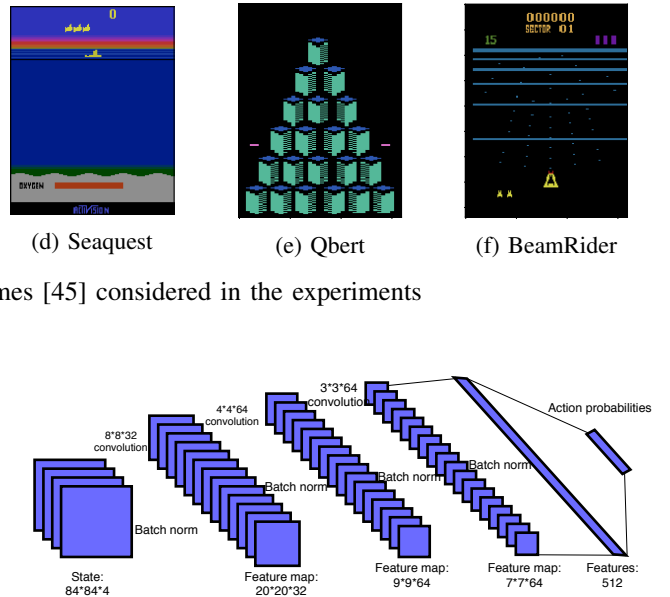 0
OXYGEN
ACTIVISION
000000
SECTOR 01
15
(d) Seaquest
(e) Qbert
(f) BeamRider
mes [45] considered in the experiments
8*8*32
convolution
4*4*64
convolution
3*3*64
convolution
Action probabilities
Batch norm
Batch norm
Batch norm
Batch norm
State:
84*84*4
Feature map:
20*20*32
Feature map:
9*9*64
Feature map:
7*7*64
Features:
512